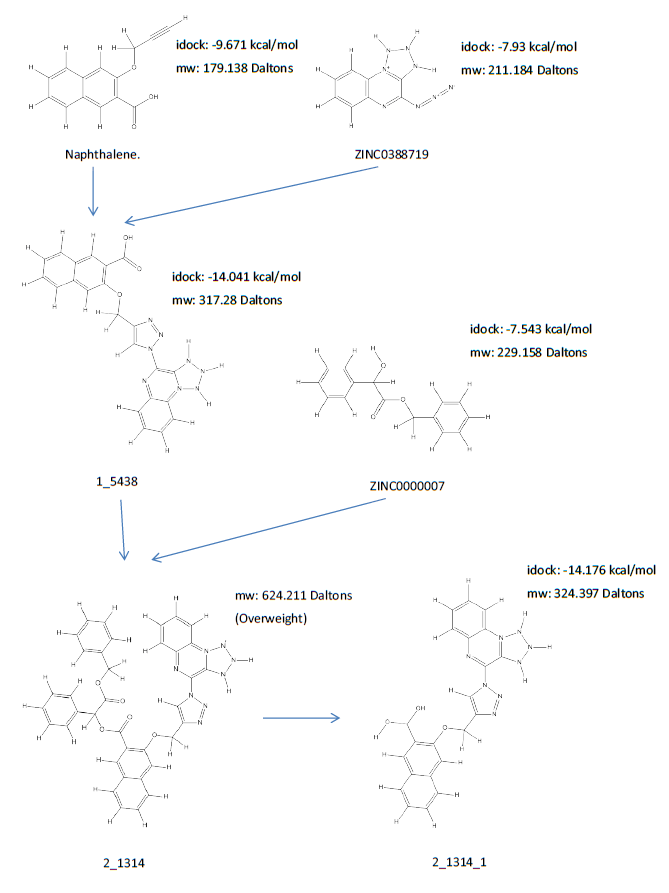 idock: -9.671 kcal/mol
mw: 179.138 Daltons
idock: -7.93 kcal/mol
mw: 211.184 Daltons
Naphthalene.
ZINC0388719
idock: -14.041 kcal/mol
mw: 317.28 Daltons
idock: -7.543 kcal/mol
mw: 229.158 Daltons
1_5438
ZINC0000007
idock: -14.176 kcal/mol
mw: 324.397 Daltons
mw: 624.211 Daltons
(Overweight)
2_1314
2_1314_1